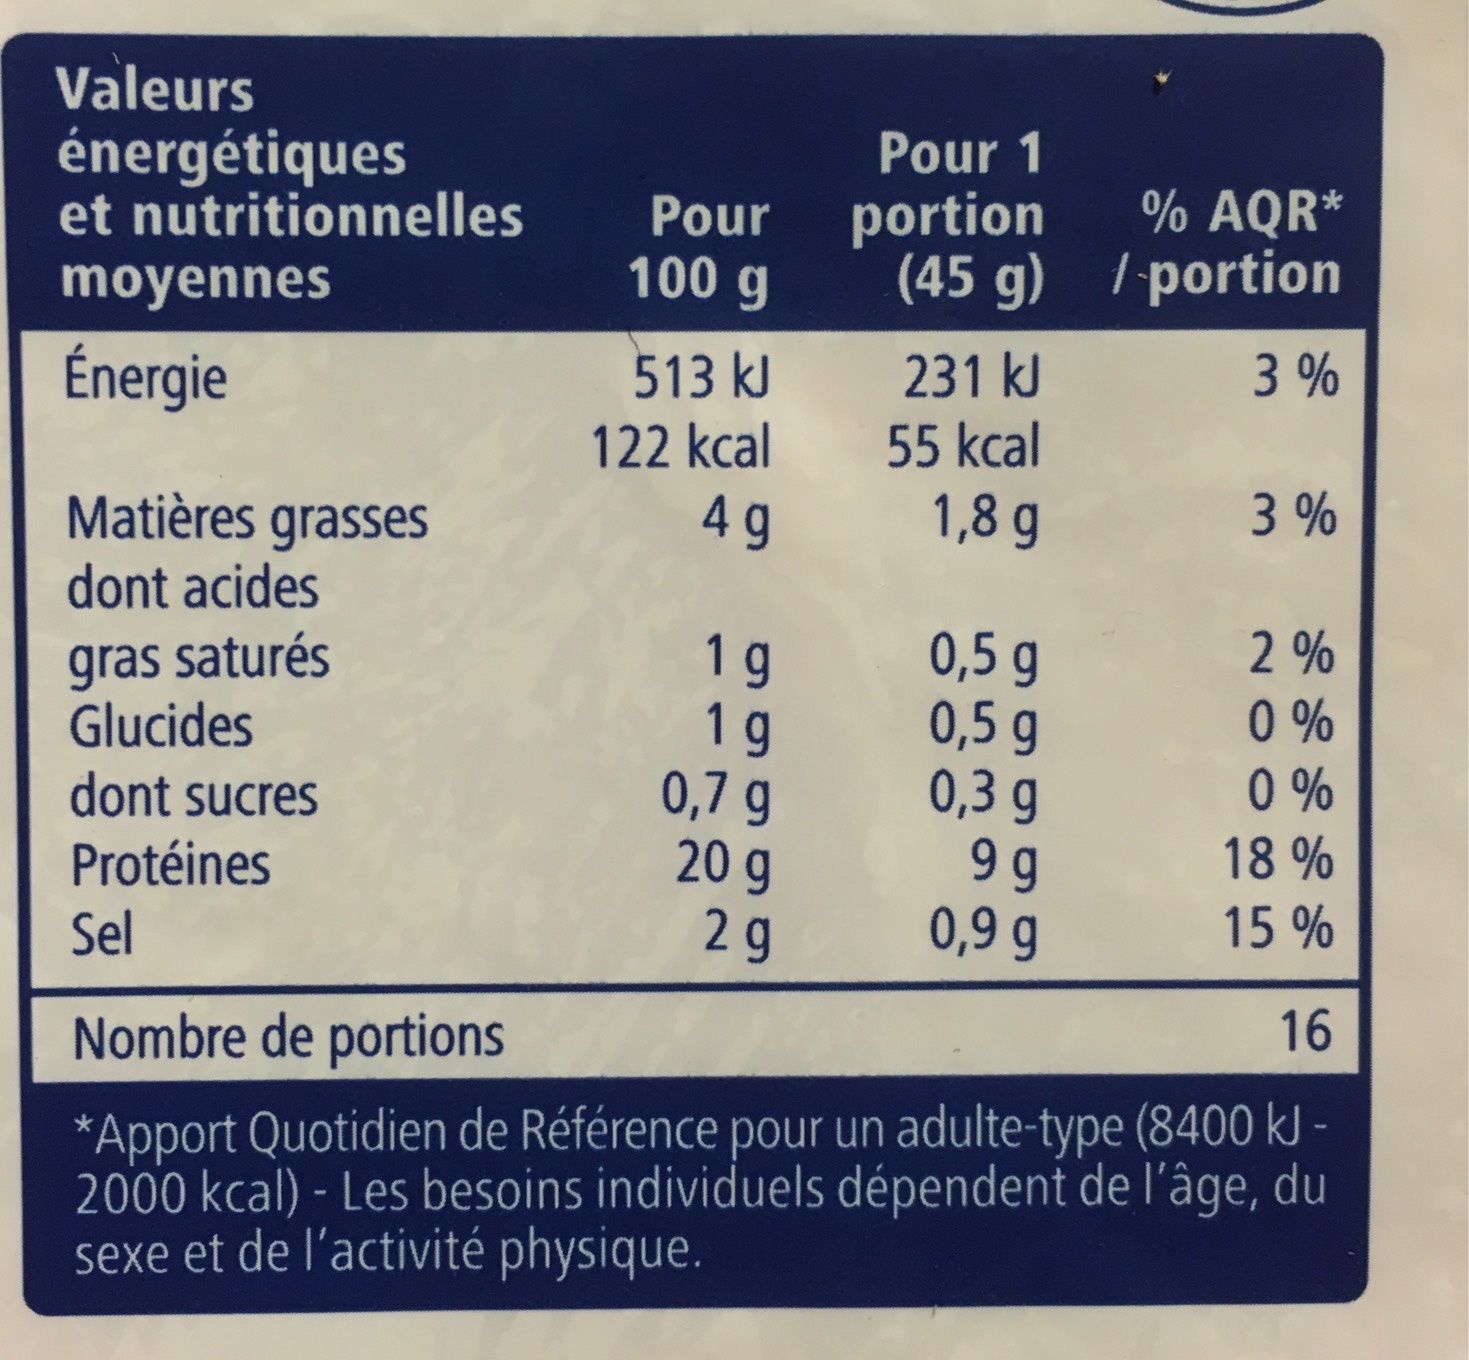 Valeurs
énergétiques
et nutritionnelles
moyennes
Pour
100 g
Pour 1
portion
(45 g)
% AQR*
/ portion
Énergie 513 kJ 231 kJ 3 %
122 kcal 55 kcal
Matières grasses 4 g 1,8 g 3 %
dont acides
gras saturés 1 g 0,5 g 2 %
Glucides 1 g 0,5 g 0 %
dont sucres 0,7 g 0,3 g 0 %
Protéines 20 g 9 g 18 %
Sel 2 g 0,9 g 15 %
Nombre de portions 16
*Apport Quotidien de Référence pour un adulte-type (8400 kJ -
2000 kcal) - Les besoins individuels dépendent de l'âge, du
sexe et de l'activité physique.